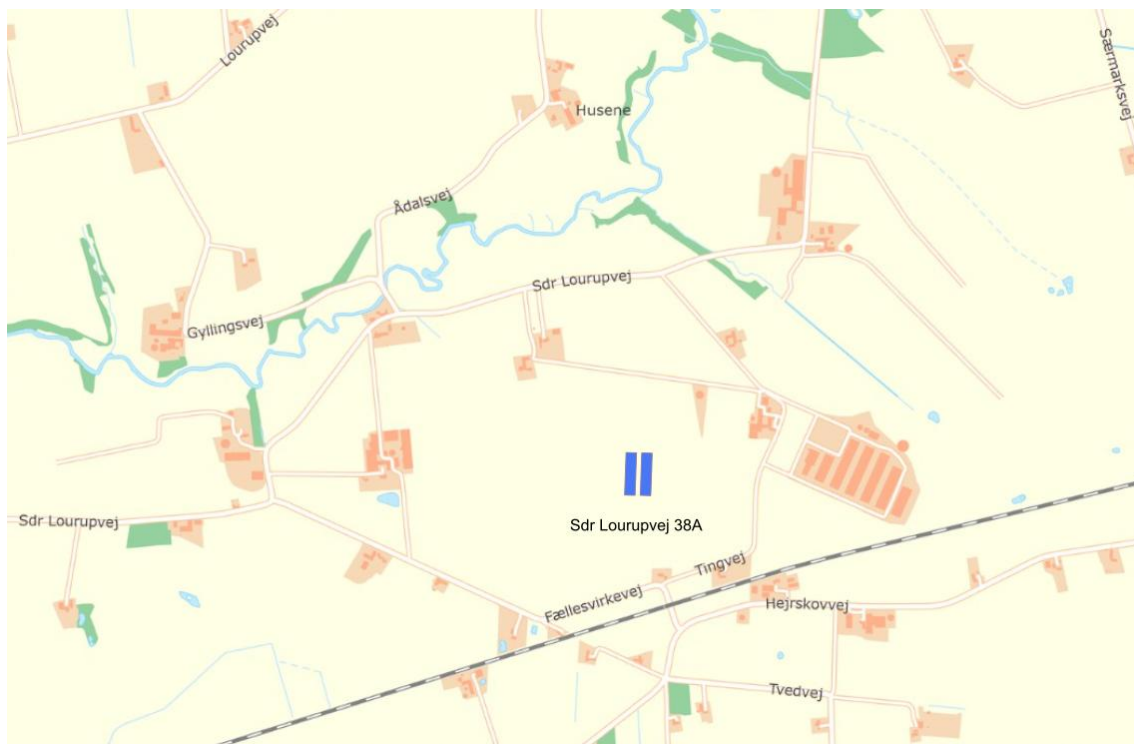 Lourupvej
Særmarksvej
Husene
Ådalsvej
Sdr Lourupvej
Gyllingsvej
Sdr Lourupvej
Sdr Lourupvej 38A
Tingvej
Fællesvirkevej
Hejrskovvej
Tvedvej